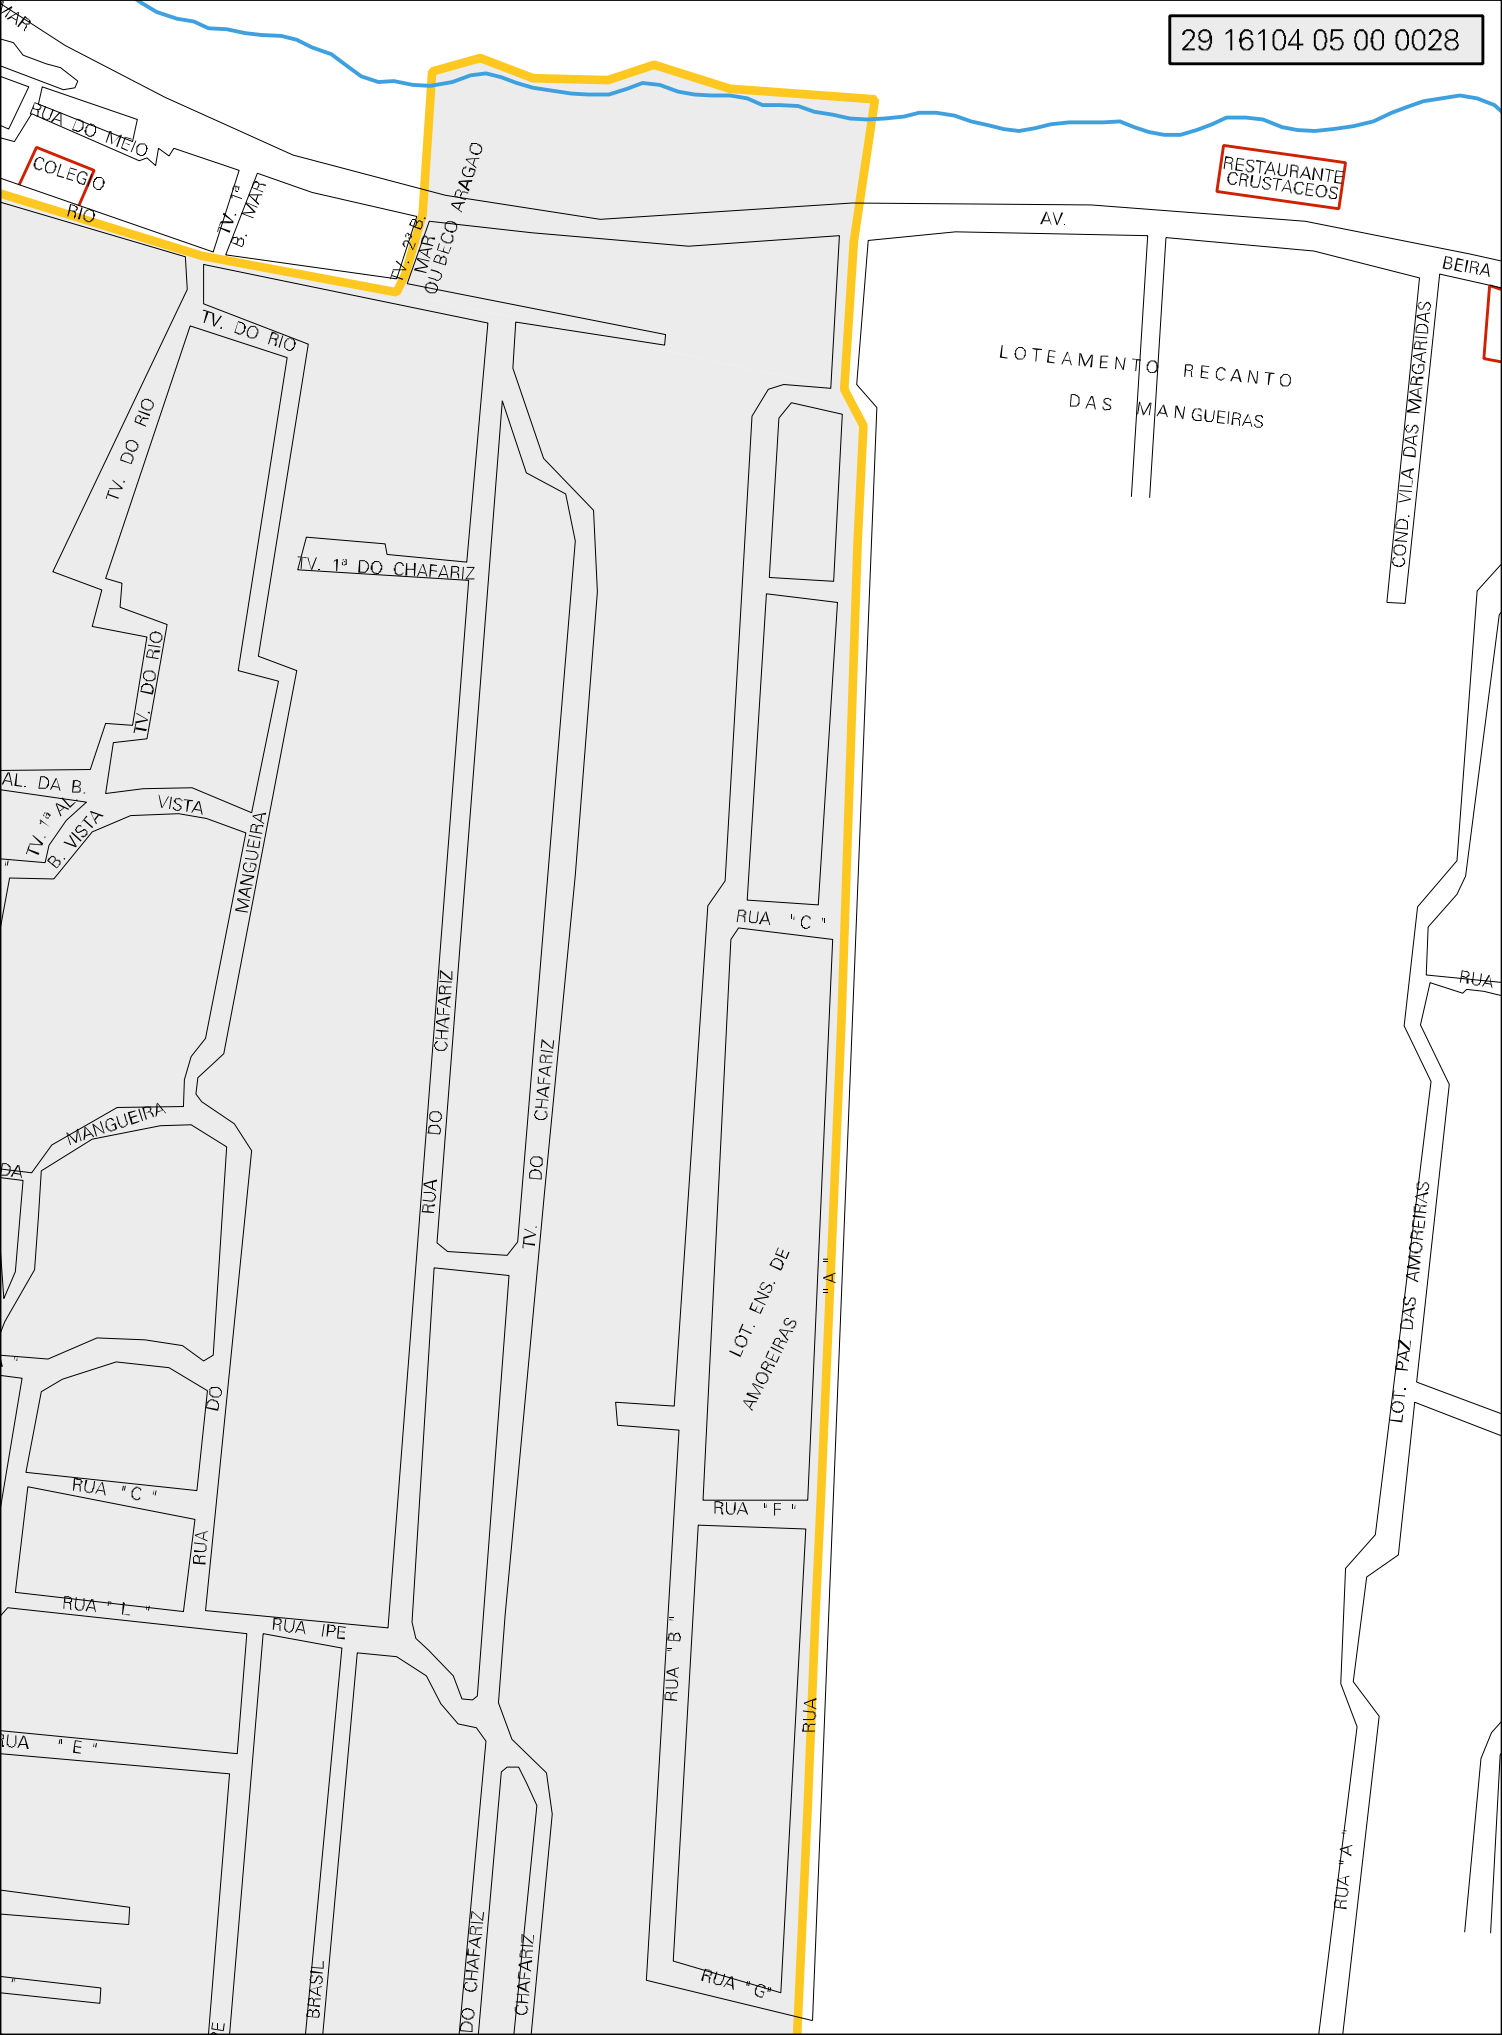 29 16104 05 00 0028
RUA DO MEIO
COLEGIO
RIO
TV. 1ª
B. MAR
TV. 2ª B.
MAR
OU BECO ARAGAO
RESTAURANTE
CRUSTACEOS
AV.
BEIRA
TV. DO RIO
LOTEAMENTO RECANTO
DAS MANGUEIRAS
COND. VILA DAS MARGARIDAS
TV. DO RIO
TV. 1ª DO CHAFARIZ
TV. DO RIO
AL. DA B.
VISTA
TV. 1ª AL
B. VISTA
MANGUEIRA
RUA "C"
RUA
CHAFARIZ
DO
RUA
CHAFARIZ
DO
TV.
MANGUEIRA
DA
"A"
LOT. ENS. DE
AMOREIRAS
LOT. PAZ DAS AMOREIRAS
DO
RUA "C"
RUA "F"
RUA
RUA "L"
RUA IPE
RUA "B"
RUA
RUA "E"
RUA "A"
DO CHAFARIZ
CHAFARIZ
BRASIL
RUA "G"
PE